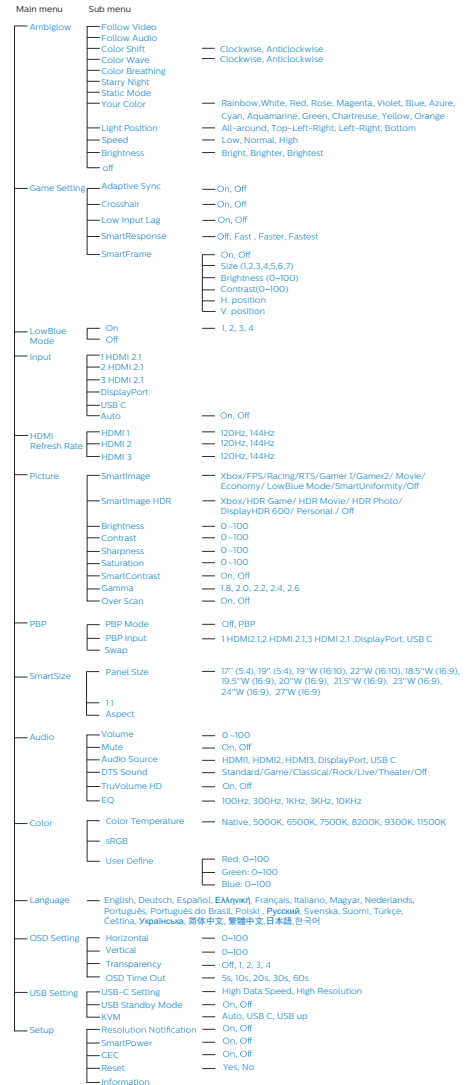 Main menu Sub menu
Ambiglow
Follow Video
Follow Audio
Color Shift Clockwise, Anticlockwise
Color Wave Clockwise, Anticlockwise
Color Breathing
Starry Night
Static Mode
Your Color Rainbow,White, Red, Rose, Magenta, Violet, Blue, Azure,
Cyan, Aquamarine, Green, Chartreuse, Yellow, Orange
Light Position All-around, Top-Left-Right, Left-Right, Bottom
Speed Low, Normal, High
Brightness Bright, Brighter, Brightest
off
Game Setting
Adaptive Sync On, Off
Crosshair On, Off
Low Input Lag On, Off
SmartResponse Off, Fast , Faster, Fastest
SmartFrame On, Off
Size (1,2,3,4,5,6,7)
Brightness (0–100)
Contrast(0–100)
H. position
V. position
LowBlue
Mode
On 1, 2, 3, 4
Off
Input
1 HDMI 2.1
2 HDMI 2.1
3 HDMI 2.1
DisplayPort
USB C
Auto On, Off
HDMI
Refresh Rate
HDMI 1 120Hz, 144Hz
HDMI 2 120Hz, 144Hz
HDMI 3 120Hz, 144Hz
Picture
SmartImage Xbox/FPS/Racing/RTS/Gamer 1/Gamer2/ Movie/
Economy/ LowBlue Mode/SmartUniformity/Off
SmartImage HDR Xbox/HDR Game/ HDR Movie/ HDR Photo/
DisplayHDR 600/ Personal / Off
Brightness 0~100
Contrast 0~100
Sharpness 0~100
Saturation 0~100
SmartContrast On, Off
Gamma 1.8, 2.0, 2.2, 2.4, 2.6
Over Scan On, Off
PBP
PBP Mode Off, PBP
PBP Input 1 HDMI2.1,2 HDMI 2.1,3 HDMI 2.1 ,DisplayPort, USB C
Swap
SmartSize
Panel Size 17" (5:4), 19" (5:4), 19"W (16:10), 22"W (16:10), 18.5"W (16:9),
19.5"W (16:9), 20"W (16:9), 21.5"W (16:9), 23"W (16:9),
24"W (16:9), 27"W (16:9)
1:1
Aspect
Audio
Volume 0~100
Mute On, Off
Audio Source HDMI1, HDMI2, HDMI3, DisplayPort, USB C
DTS Sound Standard/Game/Classical/Rock/Live/Theater/Off
TruVolume HD On, Off
EQ 100Hz, 300Hz, 1KHz, 3KHz, 10KHz
Color
Color Temperature Native, 5000K, 6500K, 7500K, 8200K, 9300K, 11500K
sRGB
User Define Red: 0–100
Green: 0–100
Blue: 0–100
Language English, Deutsch, Español, Ελληνική, Français, Italiano, Magyar, Nederlands,
Português, Português do Brasil, Polski , Русский, Svenska, Suomi, Türkçe,
Čeština, Українська, 简体中文, 繁體中文,日本語,한국어
OSD Setting
Horizontal 0–100
Vertical 0–100
Transparency Off, 1, 2, 3, 4
OSD Time Out 5s, 10s, 20s, 30s, 60s
USB Setting
USB-C Setting High Data Speed, High Resolution
USB Standby Mode On, Off
KVM Auto, USB C, USB up
Setup
Resolution Notification On, Off
SmartPower On, Off
CEC On, Off
Reset Yes, No
Information